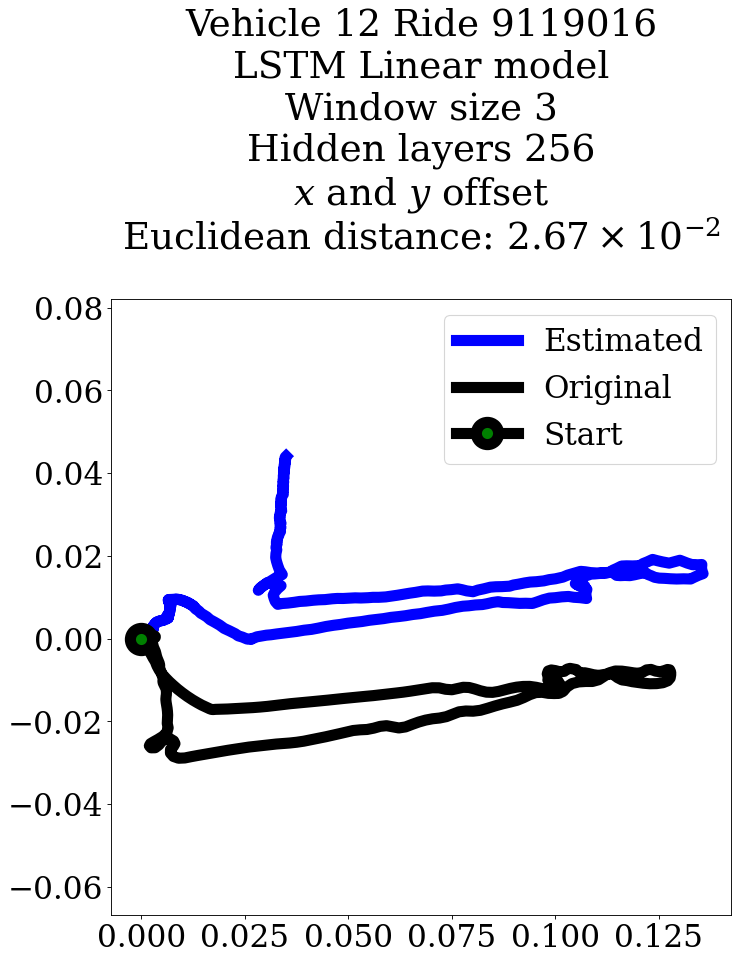 Vehicle 12 Ride 9119016
LSTM Linear model
Window size 3
Hidden layers 256
x and y offset
Euclidean distance: 2.67 × 10⁻²
0.08
0.06
0.04
0.02
0.00
−0.02
−0.04
−0.06
Estimated
Original
Start
0.000 0.025 0.050 0.075 0.100 0.125